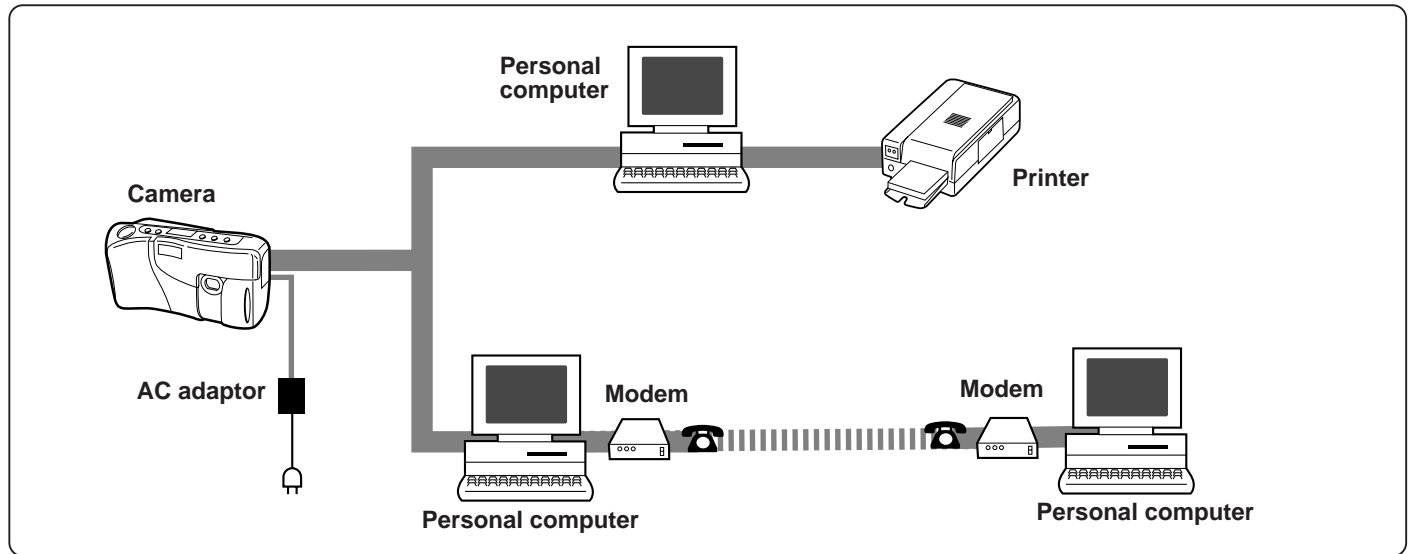 Personal
computer
Printer
Camera
AC adaptor
Modem
Modem
Personal computer
Personal computer